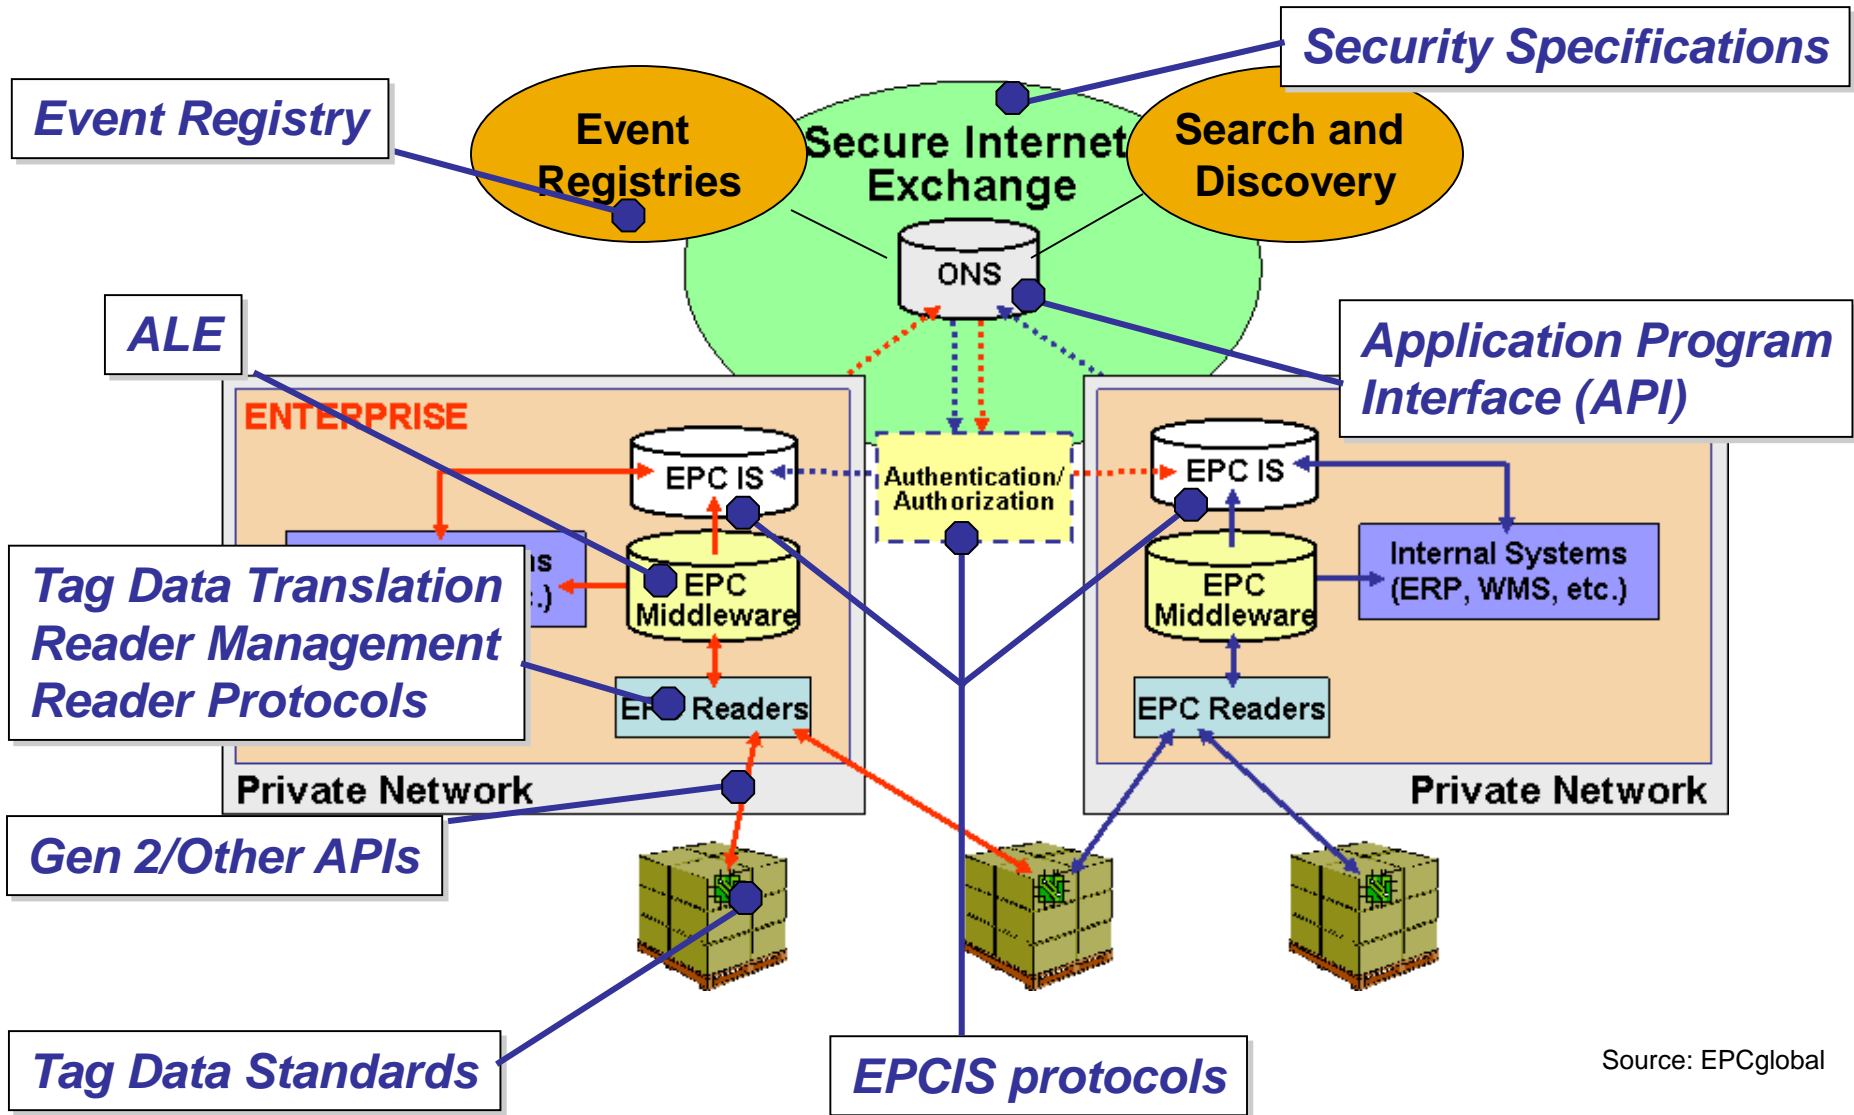 Security Specifications
Event Registry
Event
Registries
Secure Internet
Exchange
Search and
Discovery
ONS
ALE
Application Program
Interface (API)
ENTERPRISE
EPC IS
Authentication/
Authorization
EPC IS
Tag Data Translation
Reader Management
Reader Protocols
EPC
Middleware
EPC
Middleware
Internal Systems
(ERP, WMS, etc.)
Readers
EPC Readers
Private Network
Private Network
Gen 2/Other APIs
Tag Data Standards
EPCIS protocols
Source: EPCglobal